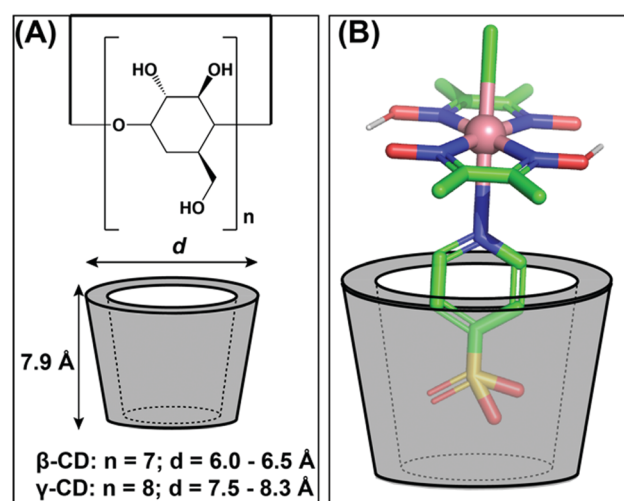 (A)
HO OH
O
HO
n
d
7.9 Å
β-CD: n = 7; d = 6.0 - 6.5 Å
γ-CD: n = 8; d = 7.5 - 8.3 Å
(B)